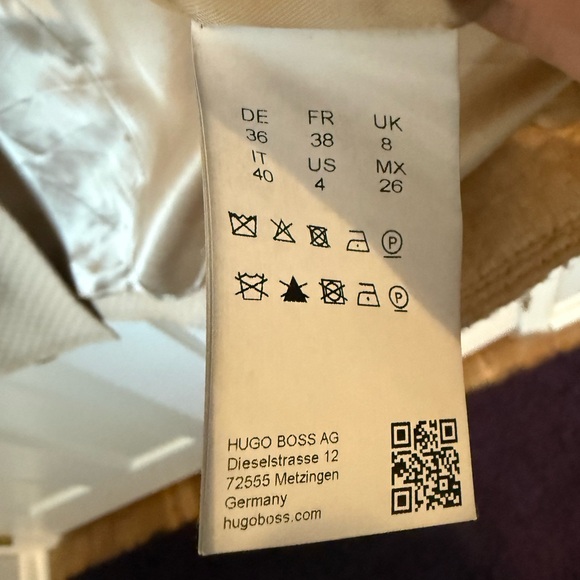 DE FR UK
36 38 8
IT US MX
40 4 26
P
P
HUGO BOSS AG
Dieselstrasse 12
72555 Metzingen
Germany
hugoboss.com